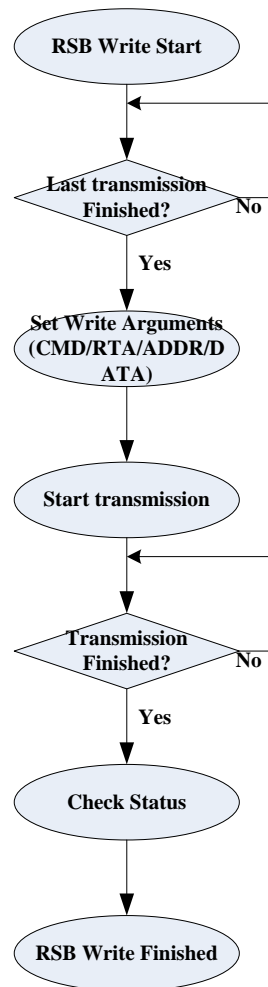 RSB Write Start
Last transmission
Finished?
No
Yes
Set Write Arguments
(CMD/RTA/ADDR/D
ATA)
Start transmission
Transmission
Finished?
No
Yes
Check Status
RSB Write Finished